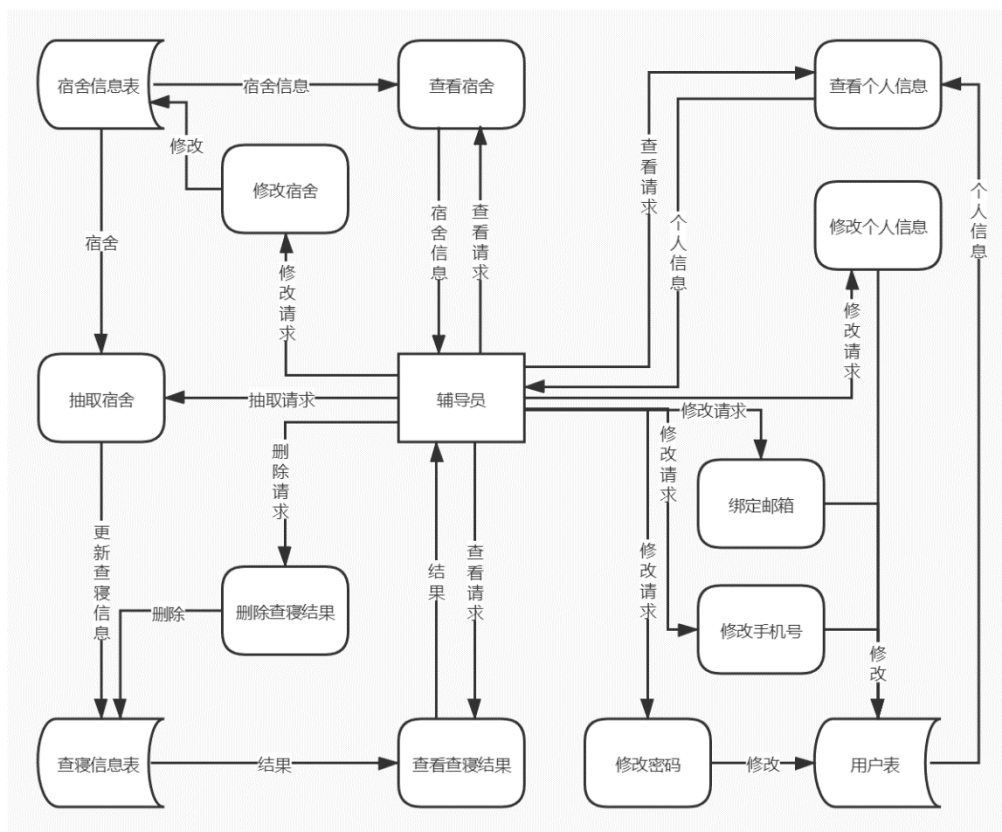 宿舍信息表
宿舍信息
查看宿舍
查看个人信息
修改
修改宿舍
查看请求
个人信息
修改个人信息
个人信息
宿舍
宿舍信息
查看请求
修改请求
修改请求
抽取宿舍
抽取请求
辅导员
修改请求
修改请求
删除请求
绑定邮箱
更新查寝信息
结果
查看请求
修改请求
删除
删除查寝结果
修改手机号
修改
查寝信息表
结果
查看查寝结果
修改密码
修改
用户表